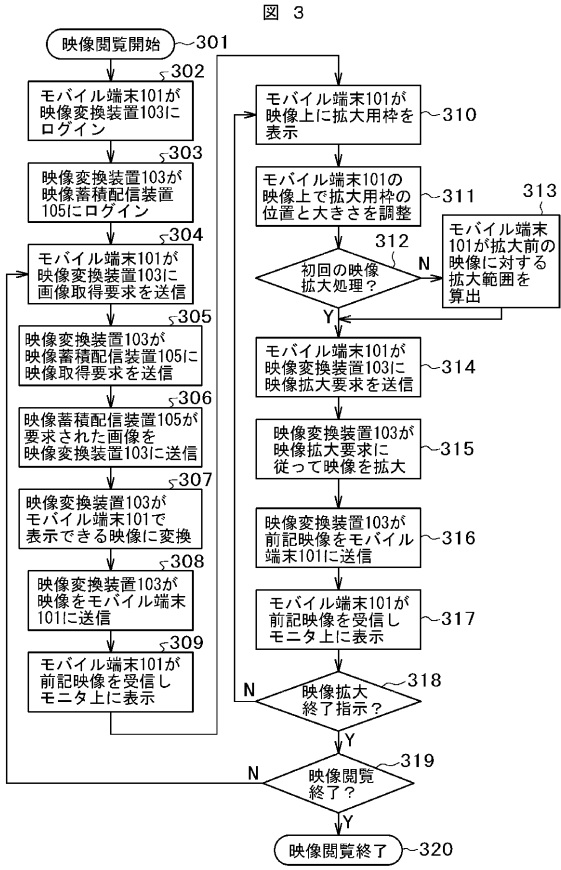 図 3
映像閲覧開始
301
302
モバイル端末101が
映像変換装置103に
ログイン
303
映像変換装置103が
映像蓄積配信装置
105にログイン
304
モバイル端末101が
映像変換装置103に
画像取得要求を送信
305
映像変換装置103が
映像蓄積配信装置105に
映像取得要求を送信
306
映像蓄積配信装置105が
要求された画像を
映像変換装置103に送信
307
映像変換装置103が
モバイル端末101で
表示できる映像に変換
308
映像変換装置103が
映像をモバイル端末
101に送信
309
モバイル端末101が
前記映像を受信し
モニタ上に表示
モバイル端末101が
映像上に拡大用枠
を表示
310
モバイル端末101の
映像上で拡大用枠の
位置と大きさを調整
311
312
初回の映像
拡大処理?
N
Y
313
モバイル端末
101が拡大前の
映像に対する
拡大範囲を
算出
モバイル端末101が
映像変換装置103に
映像拡大要求を送信
314
映像変換装置103が
映像拡大要求に
従って映像を拡大
315
映像変換装置103が
前記映像をモバイル
端末101に送信
316
モバイル端末101が
前記映像を受信し
モニタ上に表示
317
318
映像拡大
終了指示?
N
Y
319
映像閲覧
終了?
N
Y
映像閲覧終了
320